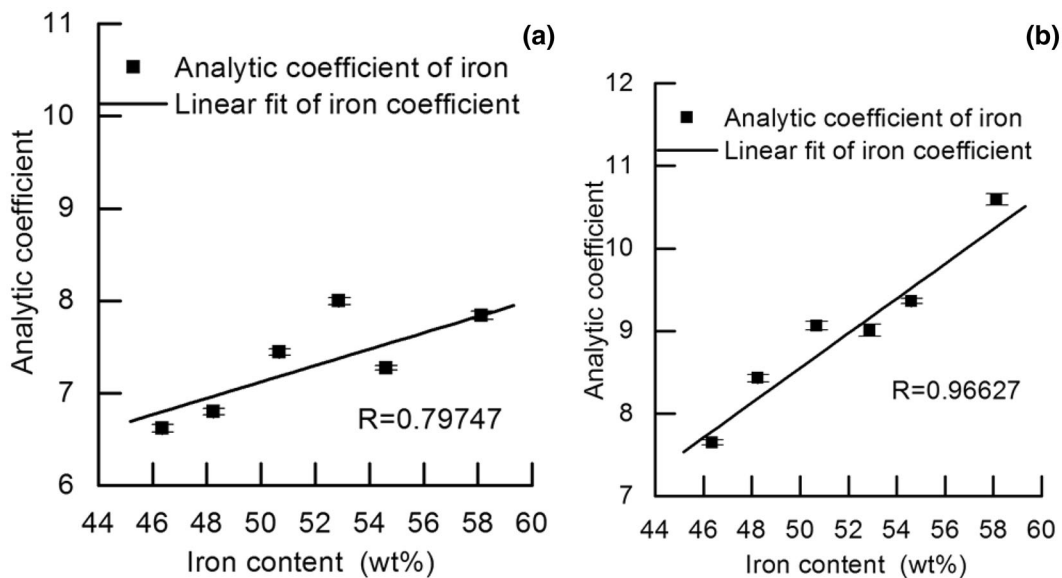 (a)
Analytic coefficient of iron
Linear fit of iron coefficient
11
10
9
8
7
6
Analytic coefficient
R=0.79747
44 46 48 50 52 54 56 58 60
Iron content (wt%)
(b)
Analytic coefficient of iron
Linear fit of iron coefficient
12
11
10
9
8
7
Analytic coefficient
R=0.96627
44 46 48 50 52 54 56 58 60
Iron content (wt%)